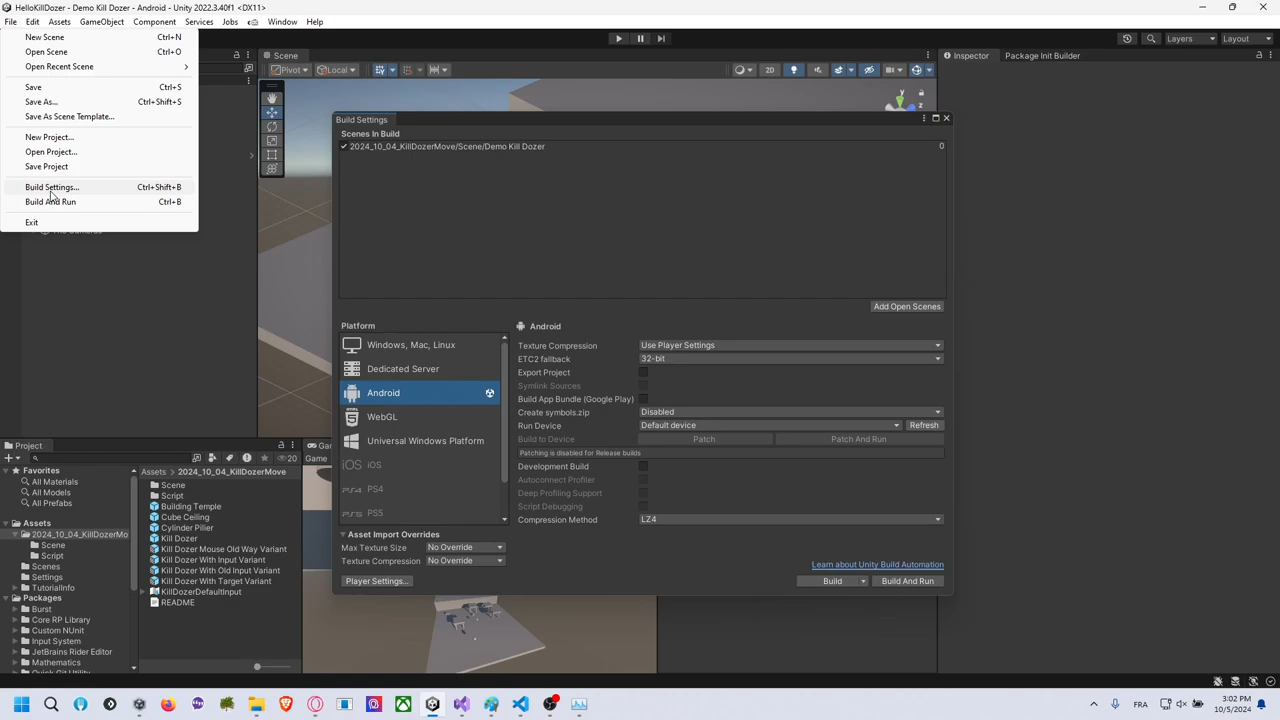 HelloKillDozer - Demo Kill Dozer - Android - Unity 2022.3.40f1 <DX11>
File Edit Assets GameObject Component Services Jobs Window Help
New Scene Ctrl+N
Open Scene Ctrl+O
Open Recent Scene
Save Ctrl+S
Save As... Ctrl+Shift+S
Save As Scene Template...
New Project...
Open Project...
Save Project
Build Settings... Ctrl+Shift+B
Build And Run Ctrl+B
Exit
Layers Layout
Scene
Pivot Local 2D
Inspector Package Init Builder
Build Settings
Scenes In Build
2024_10_04_KillDozerMove/Scene/Demo Kill Dozer 0
Add Open Scenes
Platform
Windows, Mac, Linux
Dedicated Server
Android
WebGL
Universal Windows Platform
iOS
PS4
PS5
Android
Texture Compression Use Player Settings
ETC2 fallback 32-bit
Export Project
Symlink Sources
Build App Bundle (Google Play)
Create symbols.zip Disabled
Run Device Default device Refresh
Build to Device Patch Patch And Run
Patching is disabled for Release builds
Development Build
Autoconnect Profiler
Deep Profiling Support
Script Debugging
Compression Method LZ4
Asset Import Overrides
Max Texture Size No Override
Texture Compression No Override
Learn about Unity Build Automation
Player Settings... Build Build And Run
Project
20
Favorites
All Materials
All Models
All Prefabs
Assets
2024_10_04_KillDozerMo
Scene
Script
Scenes
Settings
TutorialInfo
Packages
Burst
Core RP Library
Custom NUnit
Input System
JetBrains Rider Editor
Mathematics
Quick Git Utility
Assets 2024_10_04_KillDozerMove
Scene
Script
Building Temple
Cube Ceiling
Cylinder Pilier
Kill Dozer
Kill Dozer Mouse Old Way Variant
Kill Dozer With Input Variant
Kill Dozer With Old Input Variant
Kill Dozer With Target Variant
KillDozerDefaultInput
README
Game
FRE
3:02 PM
10/5/2024